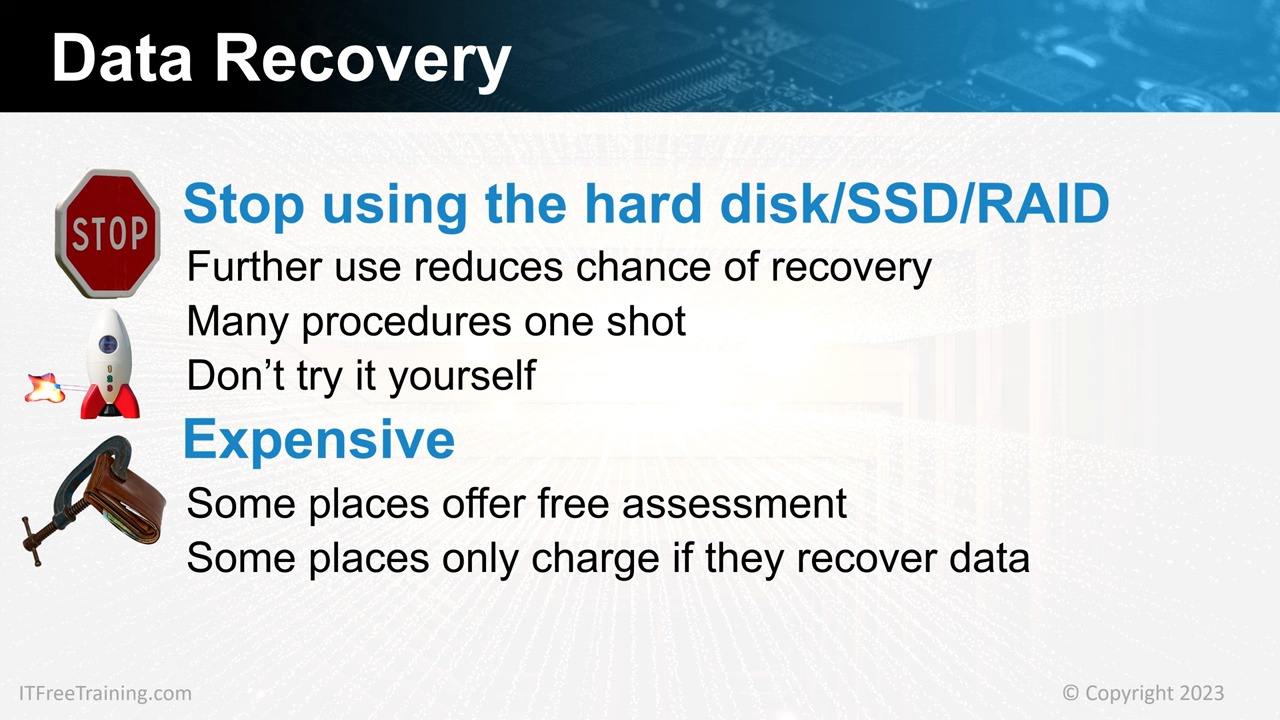 Data Recovery
STOP
Stop using the hard disk/SSD/RAID
Further use reduces chance of recovery
Many procedures one shot
Don’t try it yourself
Expensive
Some places offer free assessment
Some places only charge if they recover data
ITFreeTraining.com
© Copyright 2023